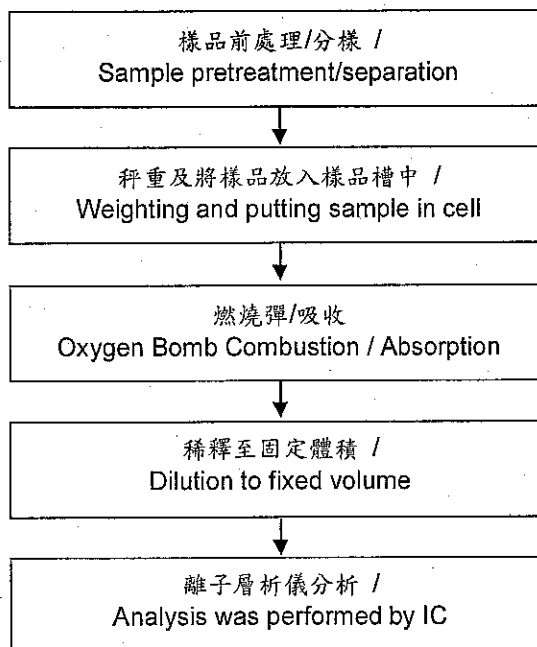 樣品前處理/分樣 /
Sample pretreatment/separation
秤重及將樣品放入樣品槽中 /
Weighting and putting sample in cell
燃燒彈/吸收
Oxygen Bomb Combustion / Absorption
稀釋至固定體積 /
Dilution to fixed volume
離子層析儀分析 /
Analysis was performed by IC